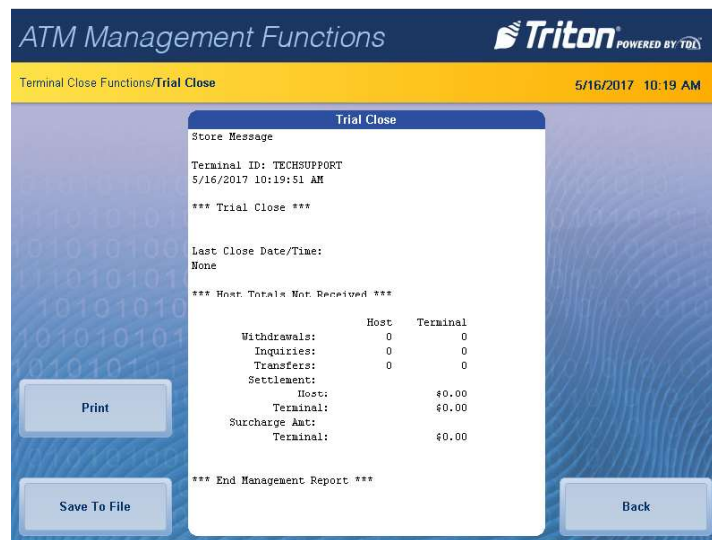 ATM Management Functions
Triton POWERED BY TDL
Terminal Close Functions/Trial Close 5/16/2017 10:19 AM
Trial Close
Store Message
Terminal ID: TECHSUPPORT
5/16/2017 10:19:51 AM
*** Trial Close ***
Last Close Date/Time:
None
*** Host Totals Not Received ***
Host Terminal
Withdrawals: 0 0
Inquiries: 0 0
Transfers: 0 0
Settlement:
Host: $0.00
Terminal: $0.00
Surcharge Amt:
Terminal: $0.00
*** End Management Report ***
Print
Save To File
Back